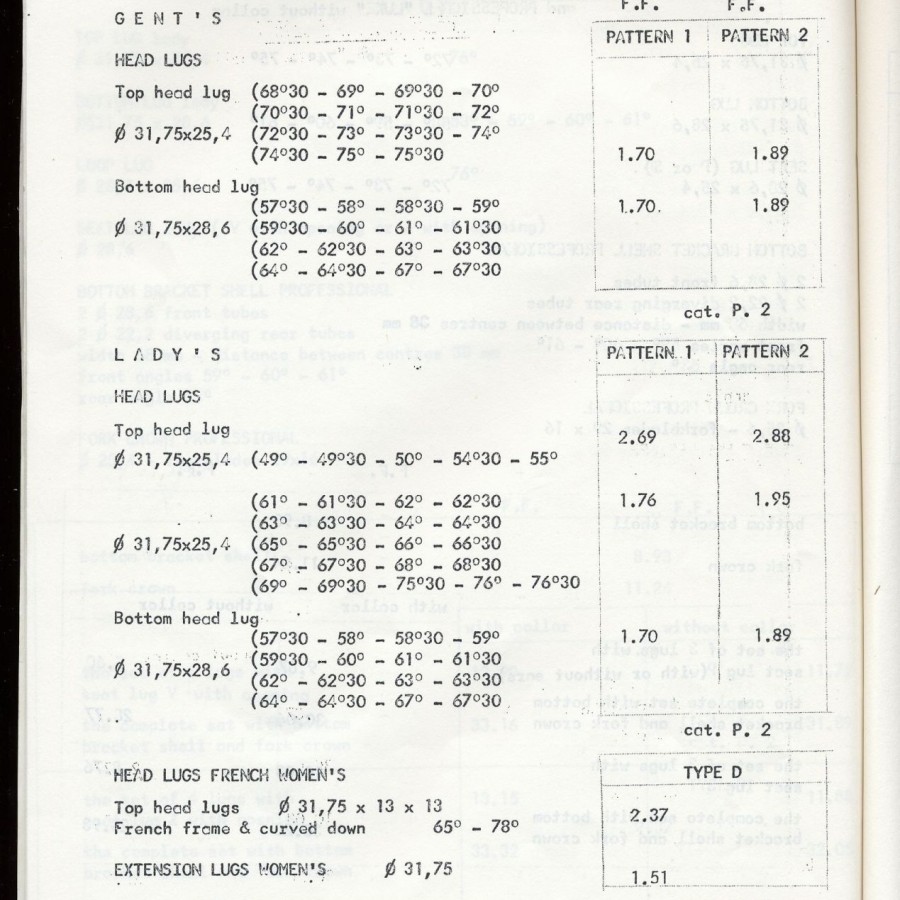 F.F. F.F.
GENT'S
PATTERN 1 PATTERN 2
HEAD LUGS
Top head lug (68°30 – 69° – 69°30 – 70°
(70°30 – 71° – 71°30 – 72°
Ø 31,75x25,4 (72°30 – 73° – 73°30 – 74°
(74°30 – 75° – 75°30 1.70 1.89
Bottom head lug
(57°30 – 58° – 58°30 – 59° 1.70. 1.89
Ø 31,75x28,6 (59°30 – 60° – 61° – 61°30
(62° – 62°30 – 63° – 63°30
(64° – 64°30 – 67° – 67°30
cat. P. 2
LADY'S PATTERN 1 PATTERN 2
HEAD LUGS
Top head lug
2.69 2.88
Ø 31,75x25,4 (49° – 49°30 – 50° – 54°30 – 55°
(61° – 61°30 – 62° – 62°30 1.76 1.95
(63° – 63°30 – 64° – 64°30
Ø 31,75x25,4 (65° – 65°30 – 66° – 66°30
(67° – 67°30 – 68° – 68°30
(69° – 69°30 – 75°30 – 76° – 76°30
Bottom head lug
(57°30 – 58° – 58°30 – 59° 1.70 1.89
Ø 31,75x28,6 (59°30 – 60° – 61° – 61°30
(62° – 62°30 – 63° – 63°30
(64° – 64°30 – 67° – 67°30
cat. P. 2
HEAD LUGS FRENCH WOMEN'S TYPE D
Top head lugs Ø 31,75 x 13 x 13
2.37
French frame & curved down 65° – 78°
EXTENSION LUGS WOMEN'S Ø 31,75
1.51